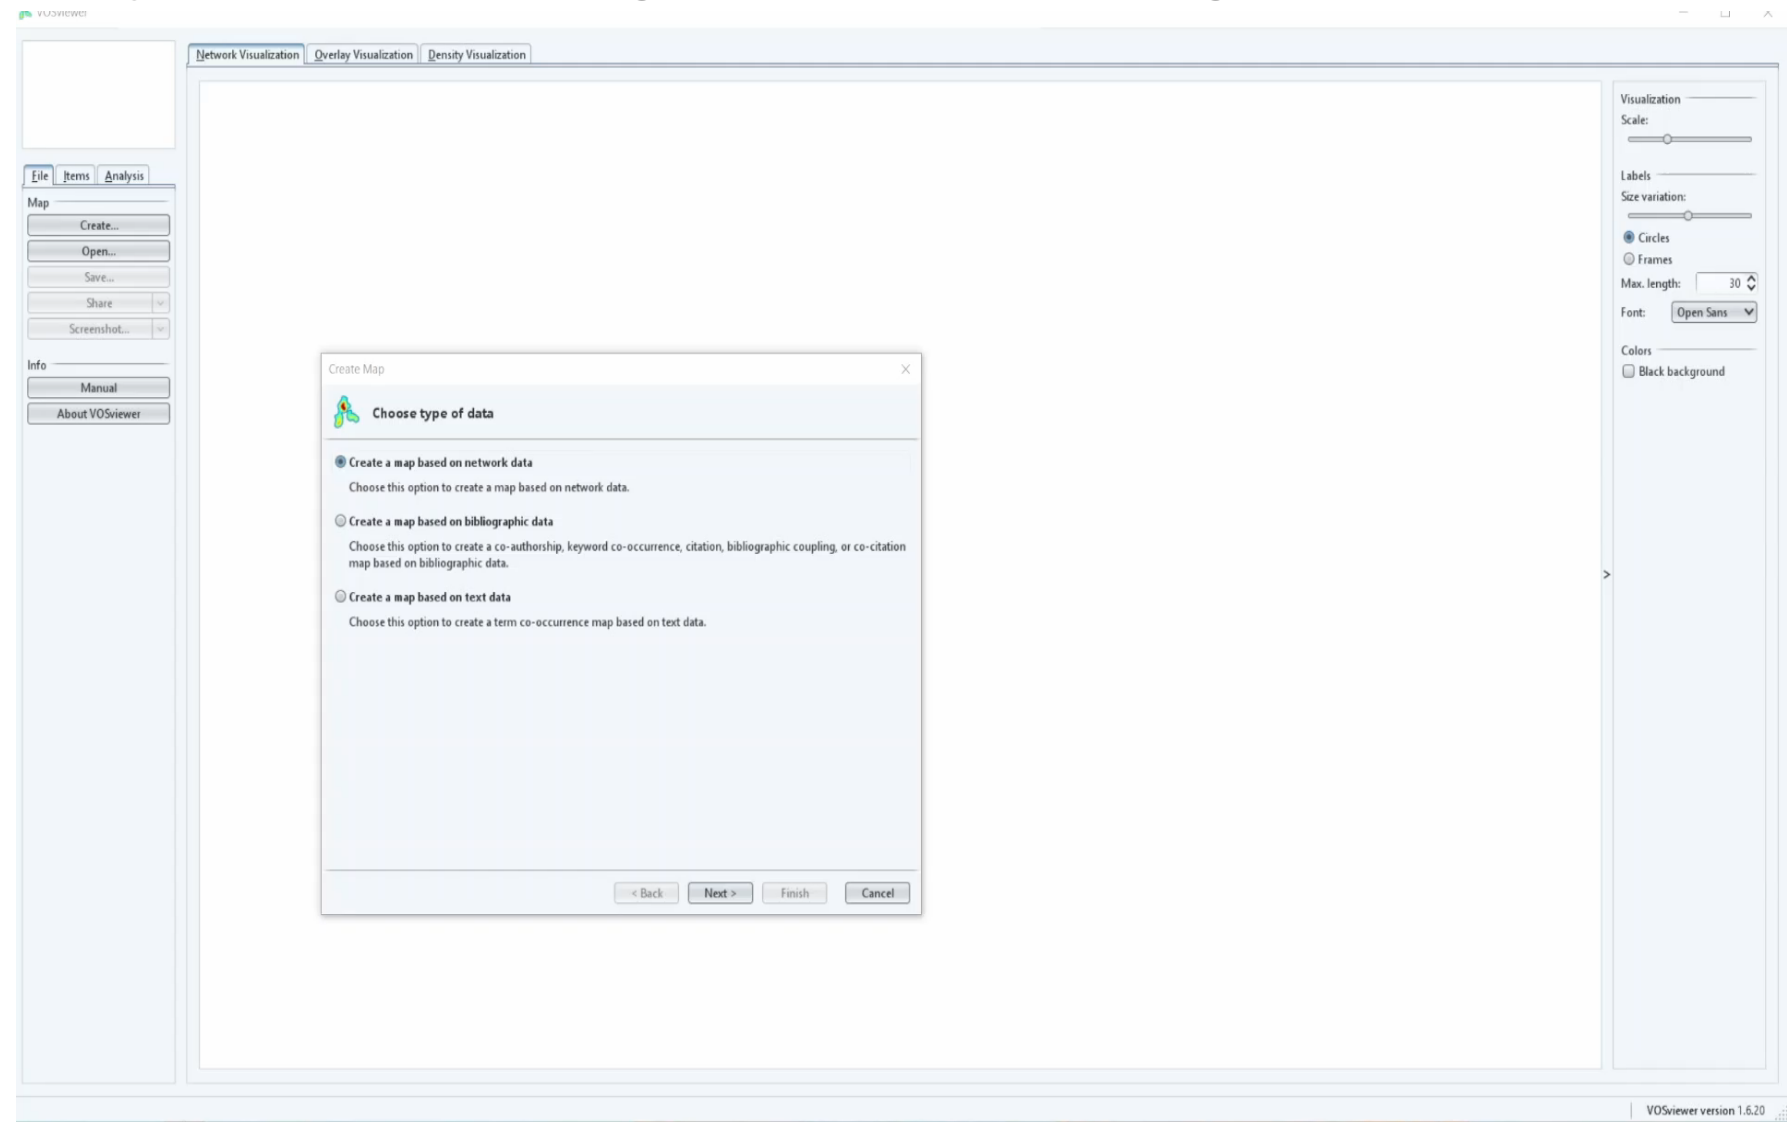 VOSviewer
Network Visualization Overlay Visualization Density Visualization
File Items Analysis
Map
Create...
Open...
Save...
Share
Screenshot...
Info
Manual
About VOSviewer
Create Map
Choose type of data
Create a map based on network data
Choose this option to create a map based on network data.
Create a map based on bibliographic data
Choose this option to create a co-authorship, keyword co-occurrence, citation, bibliographic coupling, or co-citation
map based on bibliographic data.
Create a map based on text data
Choose this option to create a term co-occurrence map based on text data.
< Back Next > Finish Cancel
>
Visualization
Scale:
Labels
Size variation:
Circles
Frames
Max. length: 30
Font: Open Sans
Colors
Black background
VOSviewer version 1.6.20